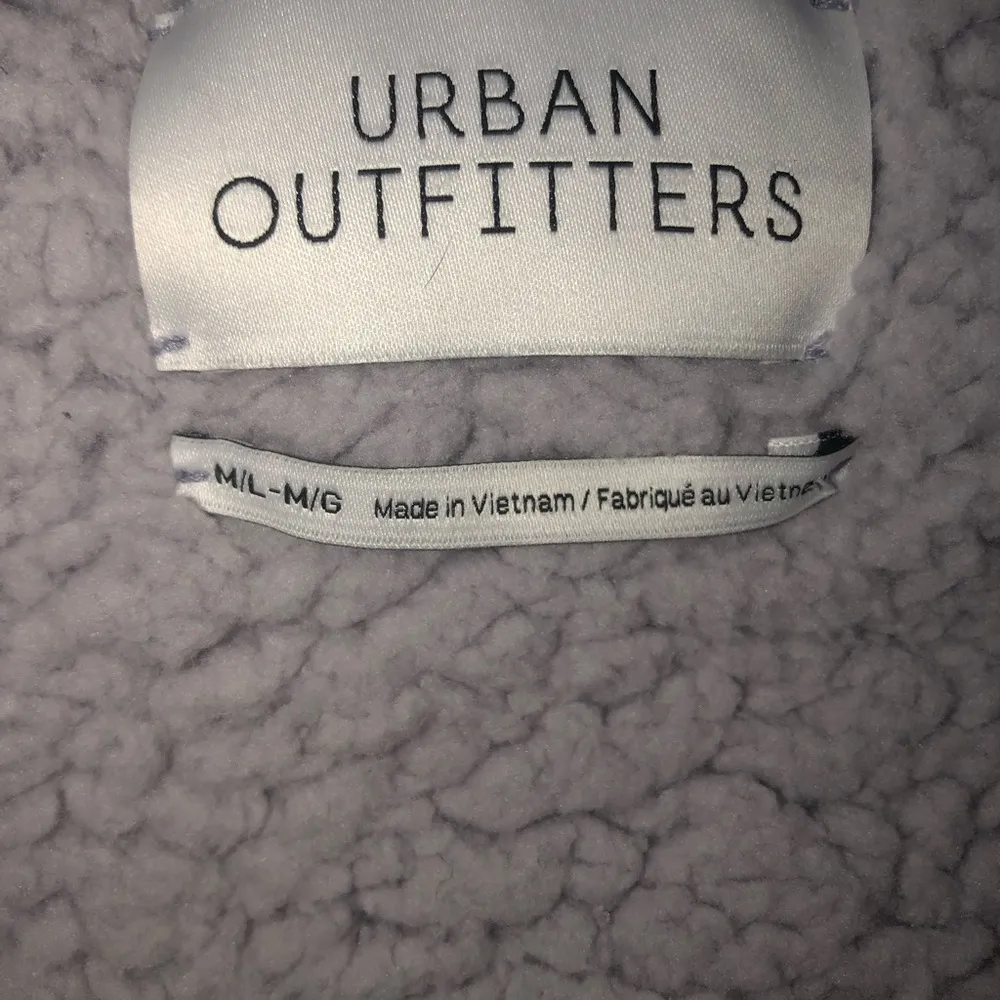 URBAN
OUTFITTERS
M/L-M/G Made in Vietnam / Fabriqué au